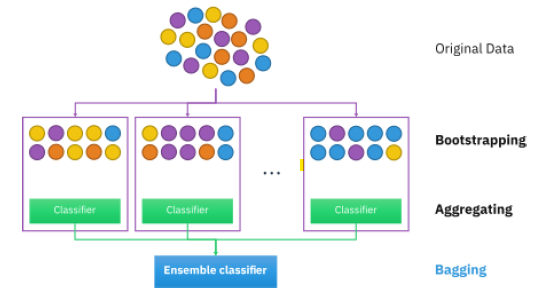 Original Data
Bootstrapping
...
Classifier
Classifier
Classifier
Aggregating
Ensemble classifier
Bagging